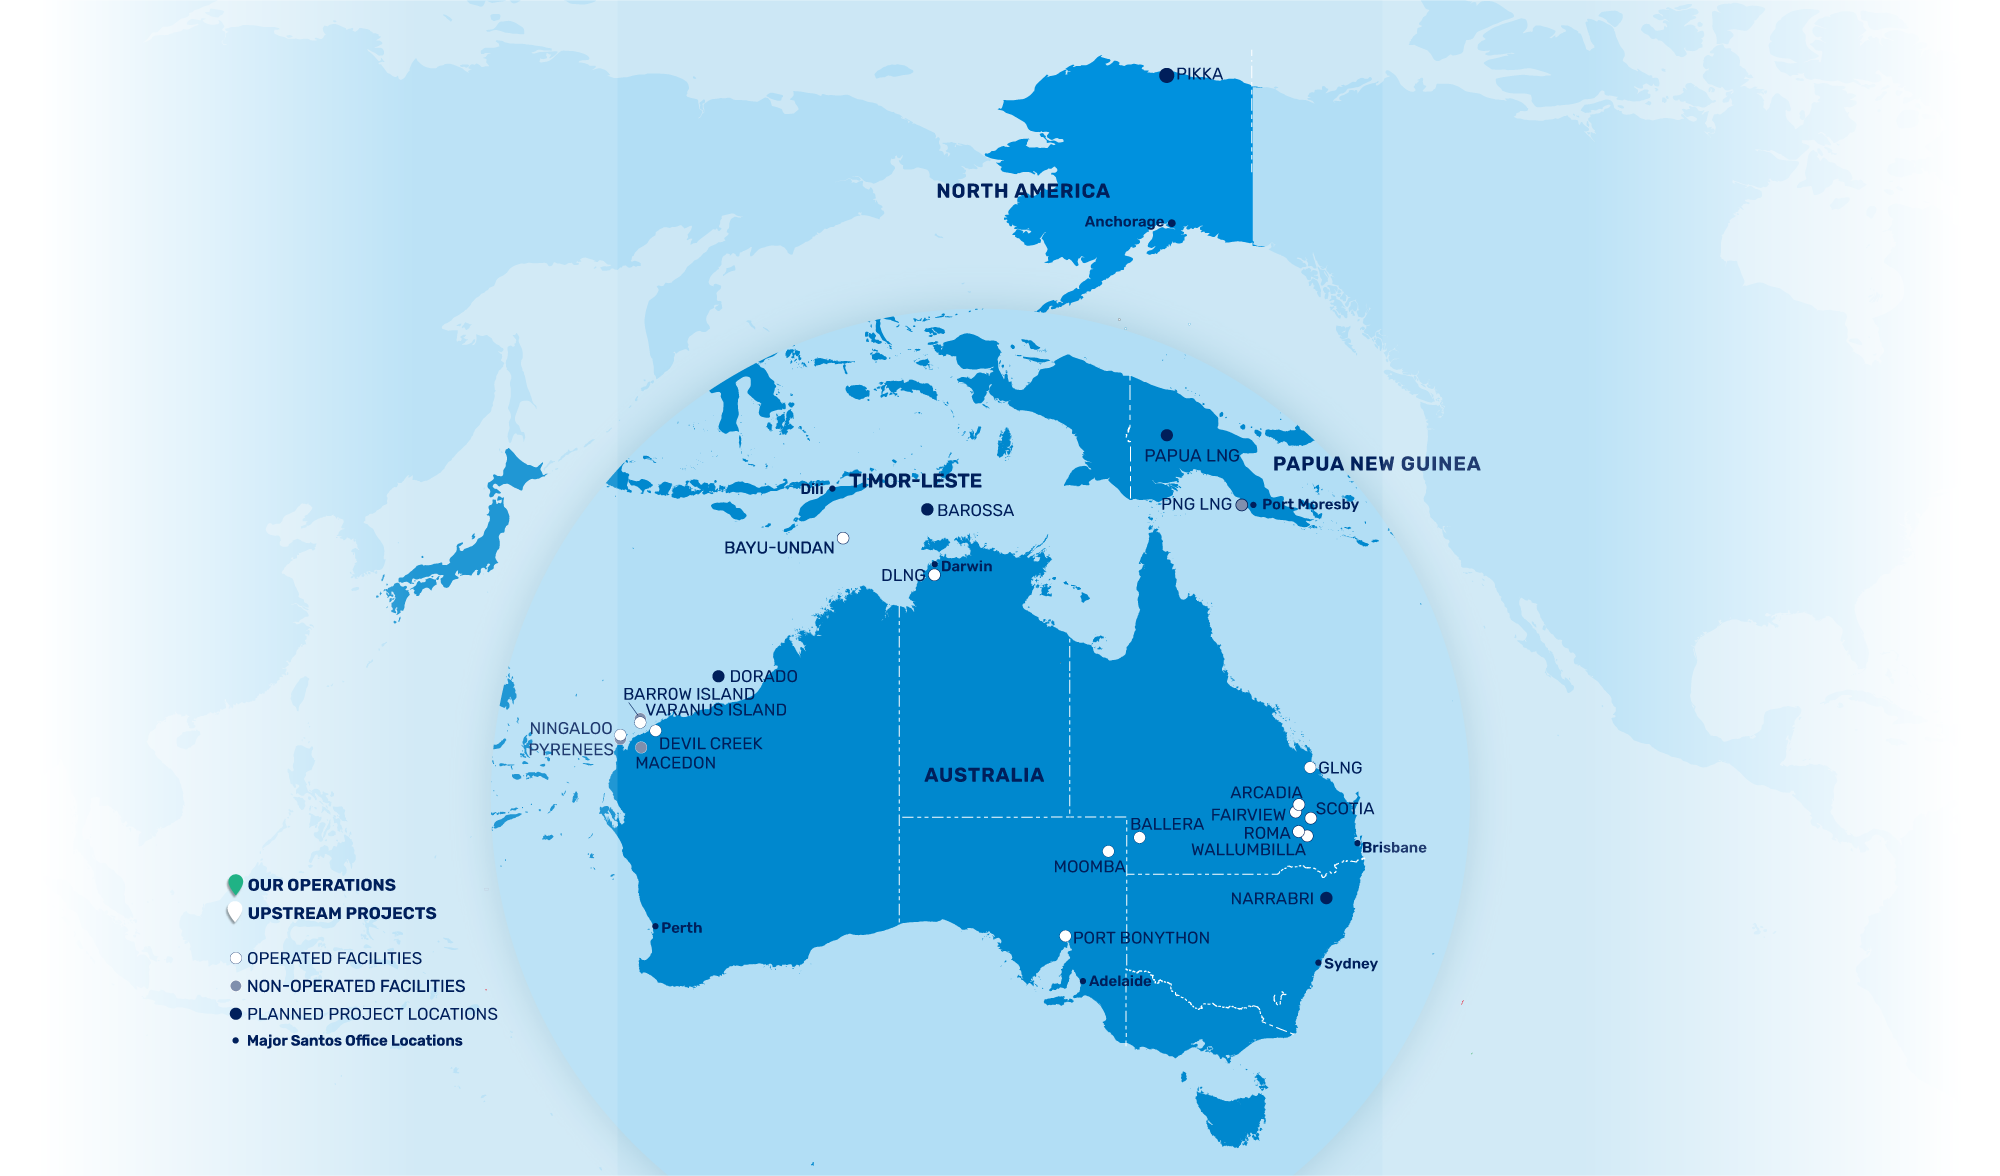 PIKKA
NORTH AMERICA
Anchorage
PAPUA LNG
PAPUA NEW GUINEA
TIMOR-LESTE
Dili
PNG LNG
Port Moresby
BAROSSA
BAYU-UNDAN
Darwin
DLNG
DORADO
BARROW ISLAND
VARANUS ISLAND
NINGALOO
PYRENEES
DEVIL CREEK
MACEDON
AUSTRALIA
GLNG
ARCADIA
SCOTIA
FAIRVIEW
BALLERA
ROMA
WALLUMBILLA
Brisbane
MOOMBA
NARRABRI
Perth
PORT BONYTHON
Sydney
Adelaide
OUR OPERATIONS
UPSTREAM PROJECTS
OPERATED FACILITIES
NON-OPERATED FACILITIES
PLANNED PROJECT LOCATIONS
Major Santos Office Locations